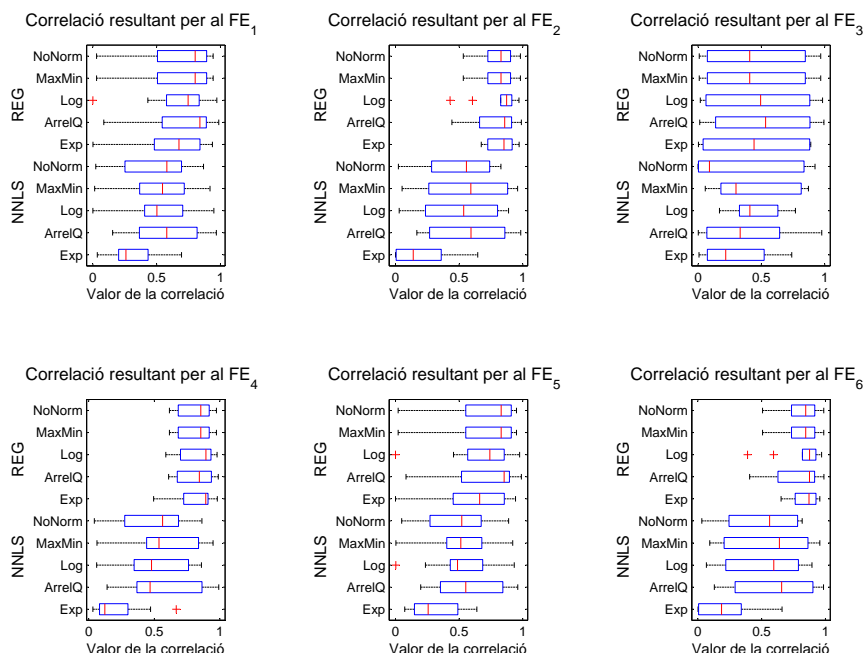 Correlació resultant per al FE1
NoNorm
MaxMin
Log
ArrelQ
Exp
NoNorm
MaxMin
Log
ArrelQ
Exp
REG
NNLS
0 0.5 1
Valor de la correlació
Correlació resultant per al FE2
NoNorm
MaxMin
Log
ArrelQ
Exp
NoNorm
MaxMin
Log
ArrelQ
Exp
REG
NNLS
0 0.5 1
Valor de la correlació
Correlació resultant per al FE3
NoNorm
MaxMin
Log
ArrelQ
Exp
NoNorm
MaxMin
Log
ArrelQ
Exp
REG
NNLS
0 0.5 1
Valor de la correlació
Correlació resultant per al FE4
NoNorm
MaxMin
Log
ArrelQ
Exp
NoNorm
MaxMin
Log
ArrelQ
Exp
REG
NNLS
0 0.5 1
Valor de la correlació
Correlació resultant per al FE5
NoNorm
MaxMin
Log
ArrelQ
Exp
NoNorm
MaxMin
Log
ArrelQ
Exp
REG
NNLS
0 0.5 1
Valor de la correlació
Correlació resultant per al FE6
NoNorm
MaxMin
Log
ArrelQ
Exp
NoNorm
MaxMin
Log
ArrelQ
Exp
REG
NNLS
0 0.5 1
Valor de la correlació